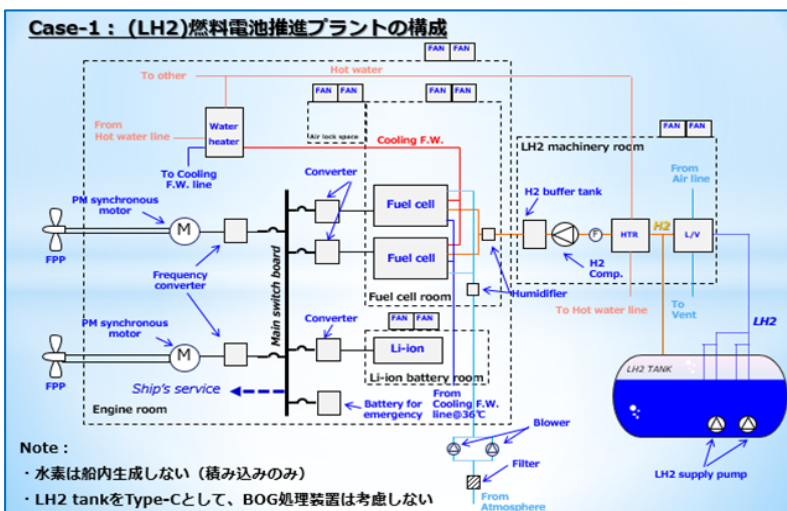 Case-1： (LH2)燃料電池推進プラントの構成
FAN FAN
To other
Hot water
FAN FAN
FAN FAN
FAN FAN
From
Hot water line
Water
heater
Air lock space
Cooling F.W.
LH2 machinery room
To Cooling
F.W. line
Converter
From
Air line
PM synchronous
motor
H2 buffer tank
M
Fuel cell
F
HTR
H2
L/V
FPP
Fuel cell
H2
Comp.
Frequency
converter
Main switch board
Fuel cell room
Humidifier
To Hot water line
To
Vent
PM synchronous
motor
Converter
FAN FAN
LH2
M
Li-ion
LH2 TANK
FPP
Li-ion battery room
Ship's service
Engine room
Battery for
emergency
From
Cooling F.W.
line@36℃
Blower
LH2 supply pump
Filter
From
Atmosphere
Note：
・水素は船内生成しない（積み込みのみ）
・LH2 tankをType-Cとして、BOG処理装置は考慮しない